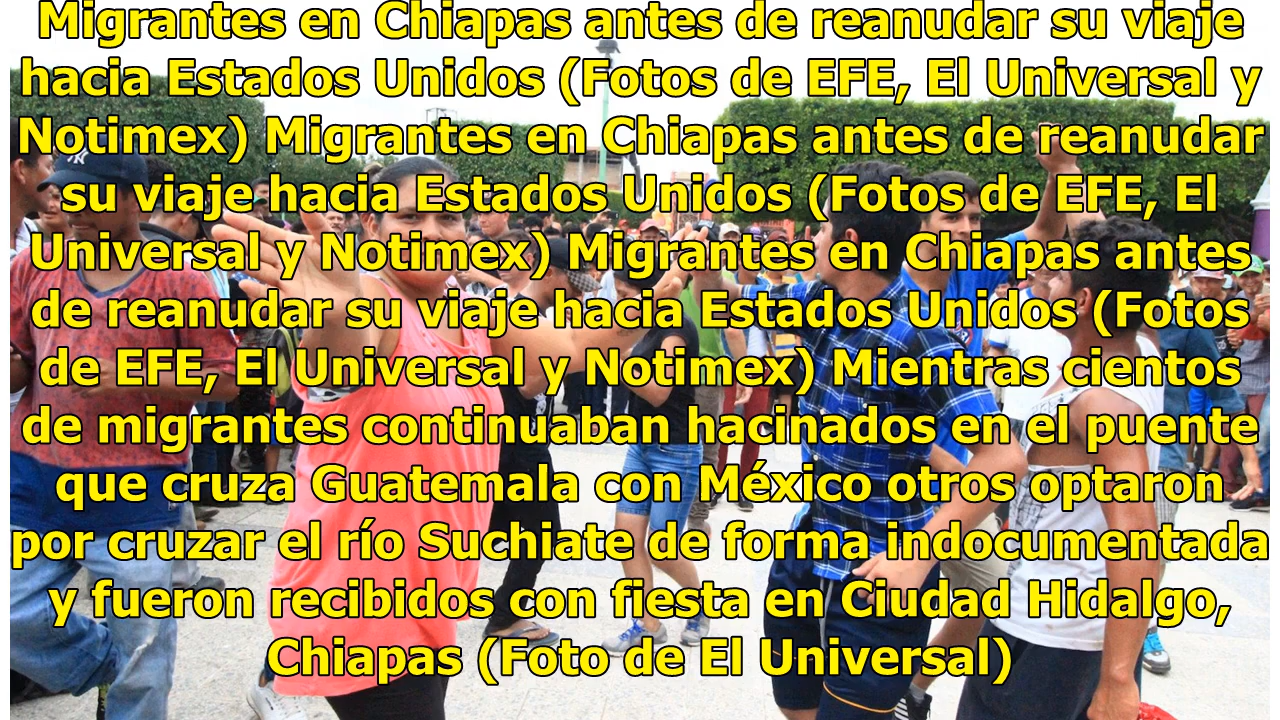 Migrantes en Chiapas antes de reanudar su viaje
hacia Estados Unidos (Fotos de EFE, El Universal y
Notimex) Migrantes en Chiapas antes de reanudar
su viaje hacia Estados Unidos (Fotos de EFE, El
Universal y Notimex) Migrantes en Chiapas antes
de reanudar su viaje hacia Estados Unidos (Fotos
de EFE, El Universal y Notimex) Mientras cientos
de migrantes continuaban hacinados en el puente
que cruza Guatemala con México otros optaron
por cruzar el río Suchiate de forma indocumentada
y fueron recibidos con fiesta en Ciudad Hidalgo,
Chiapas (Foto de El Universal)
NY